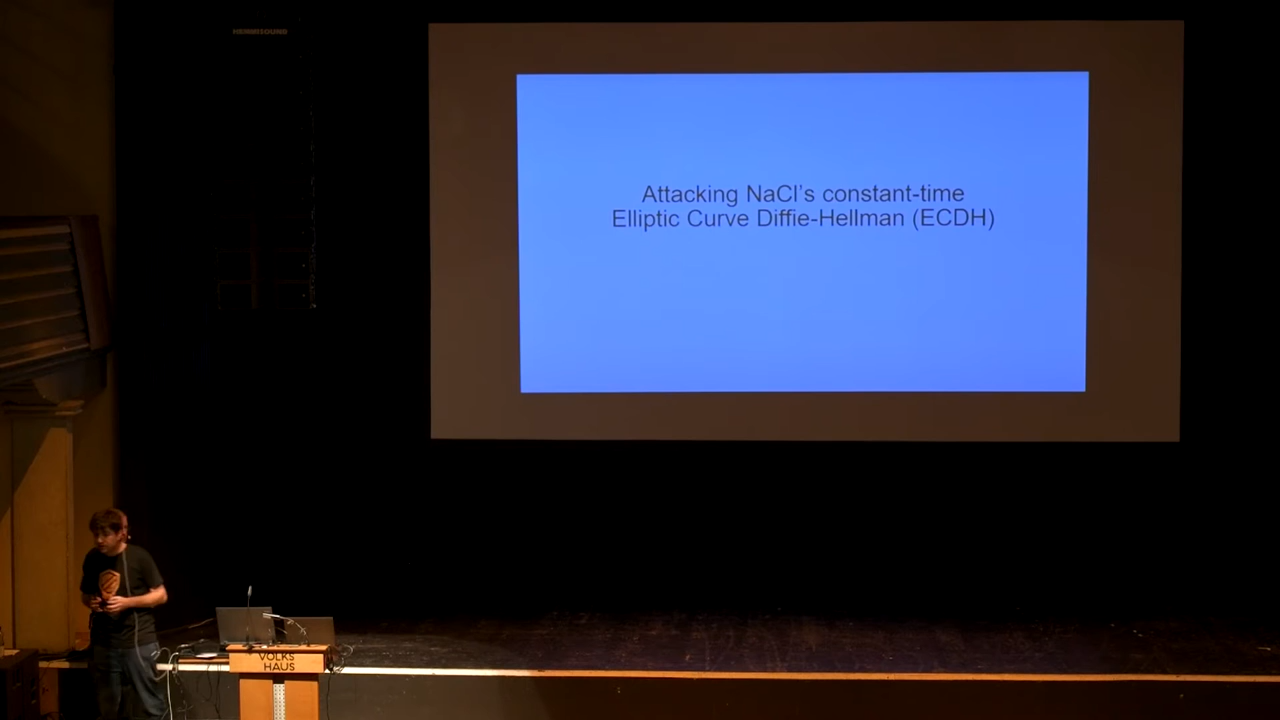 Attacking NaCl’s constant-time
Elliptic Curve Diffie-Hellman (ECDH)
VOLKS
HAUS